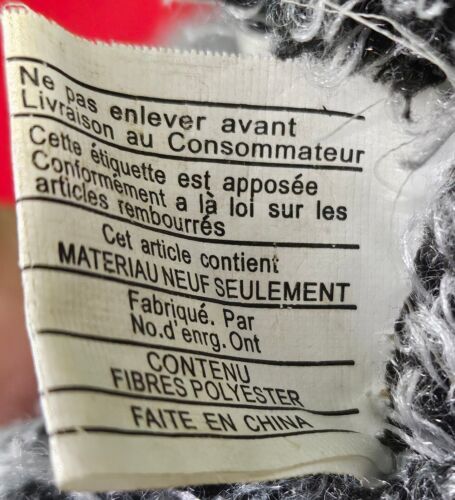 Ne pas enlever avant
Livraison au Consommateur
Cette étiquette est apposée
Conformément a là loi sur les
articles rembourrés
Cet article contient
MATERIAU NEUF SEULEMENT
Fabriqué. Par
No.d'enrg.Ont
CONTENU
FIBRES POLYESTER
FAITE EN CHINA